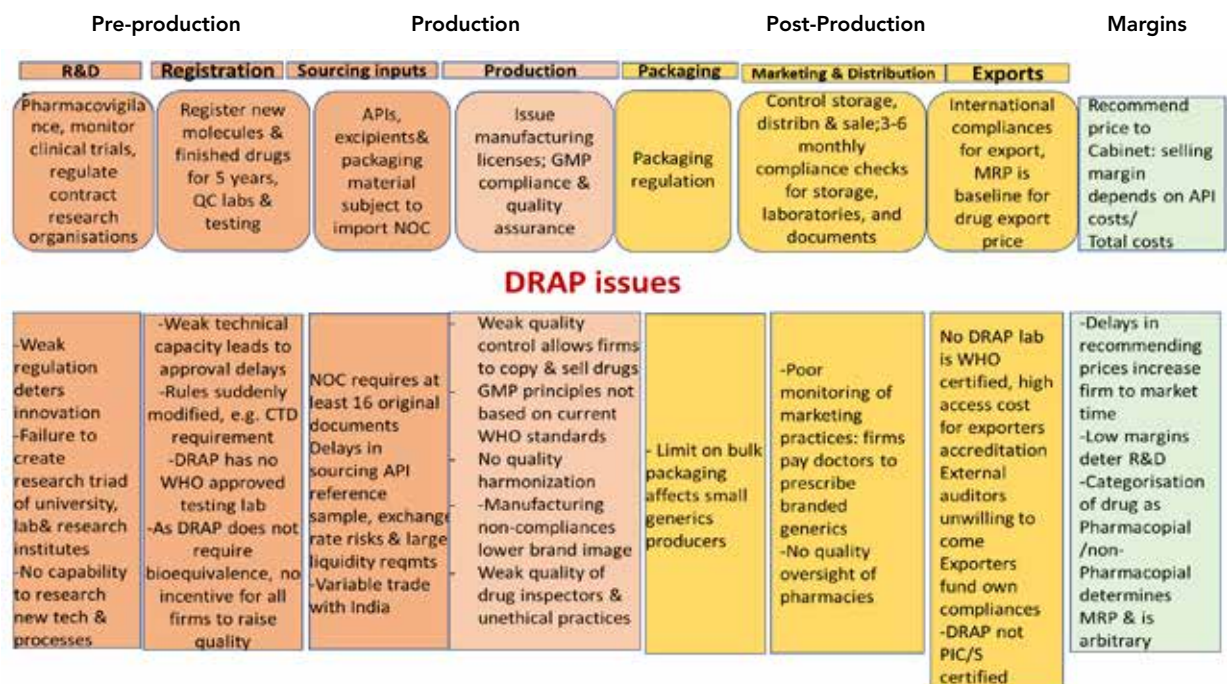 Pre-production
Production
Post-Production
Margins
R&D
Registration
Sourcing inputs
Production
Packaging
Marketing & Distribution
Exports
Pharmacovigila
nce, monitor
clinical trials,
regulate
contract
research
organisations
Register new
molecules &
finished drugs
for 5 years,
QC labs &
testing
APIs,
excipients&
packaging
material
subject to
import NOC
Issue
manufacturing
licenses; GMP
compliance &
quality
assurance
Packaging
regulation
Control storage,
distribn & sale;3-6
monthly
compliance checks
for storage,
laboratories, and
documents
International
compliances
for export,
MRP is
baseline for
drug export
price
Recommend
price to
Cabinet: selling
margin
depends on API
costs/
Total costs
DRAP issues
-Weak
regulation
deters
innovation
-Failure to
create
research triad
of university,
lab& research
institutes
-No capability
to research
new tech &
processes
-Weak technical
capacity leads to
approval delays
-Rules suddenly
modified, e.g. CTD
requirement
-DRAP has no
WHO approved
testing lab
-As DRAP does not
require
bioequivalence, no
incentive for all
firms to raise
quality
NOC requires at
least 16 original
documents
Delays in
sourcing API
reference
sample, exchange
rate risks & large
liquidity reqmts
-Variable trade
with India
- Weak quality
control allows firms
to copy & sell drugs
- GMP principles not
based on current
WHO standards
- No quality
harmonization
- -Manufacturing
non-compliances
lower brand image
- Weak quality of
drug inspectors &
unethical practices
- Limit on bulk
packaging
affects small
generics
producers
-Poor
monitoring of
marketing
practices: firms
pay doctors to
prescribe
branded
generics
-No quality
oversight of
pharmacies
No DRAP lab
is WHO
certified, high
access cost
for exporters
accreditation
External
auditors
unwilling to
come
Exporters
fund own
compliances
-DRAP not
PIC/S
certified
-Delays in
recommending
prices increase
firm to market
time
-Low margins
deter R&D
-Categorisation
of drug as
Pharmacopial
/non-
Pharmacopial
determines
MRP & is
arbitrary